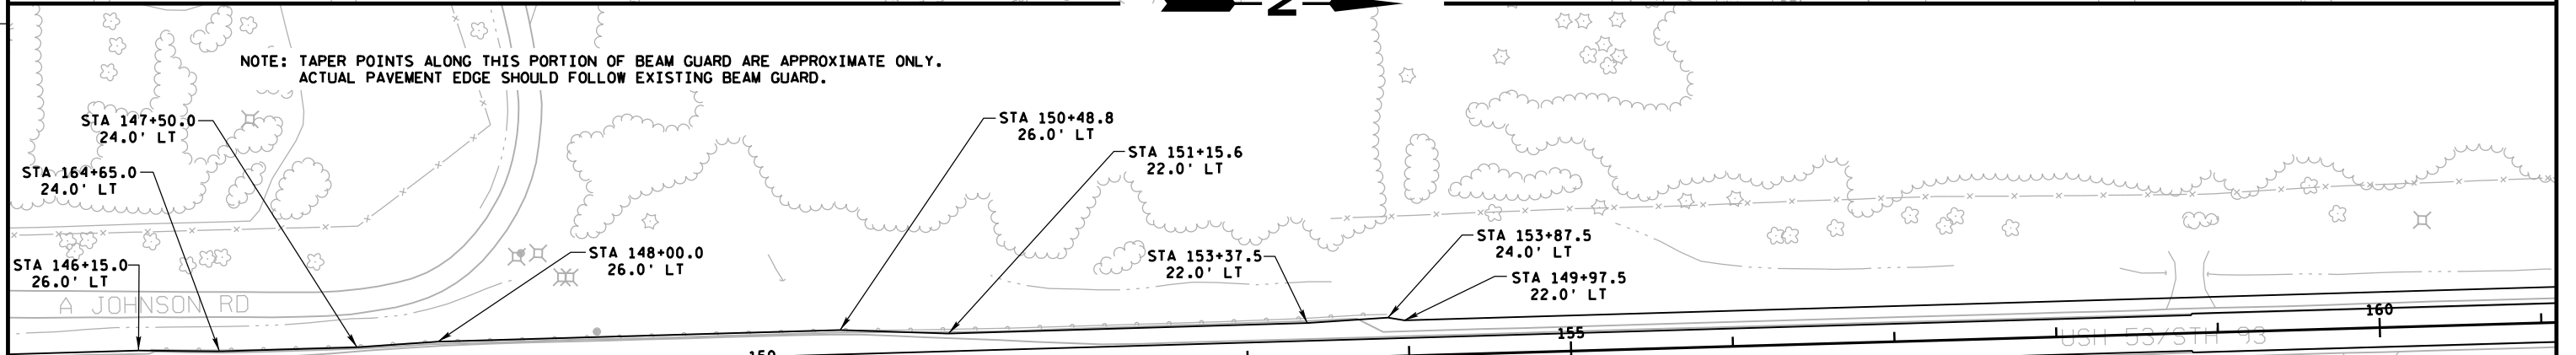 NOTE: TAPER POINTS ALONG THIS PORTION OF BEAM GUARD ARE APPROXIMATE ONLY.
ACTUAL PAVEMENT EDGE SHOULD FOLLOW EXISTING BEAM GUARD.
STA 147+50.0
24.0' LT
STA 164+65.0
24.0' LT
STA 146+15.0
26.0' LT
A JOHNSON RD
STA 148+00.0
26.0' LT
STA 150+48.8
26.0' LT
STA 151+15.6
22.0' LT
STA 153+37.5
22.0' LT
STA 153+87.5
24.0' LT
STA 149+97.5
22.0' LT
150
155
160
USH 53/STH 93